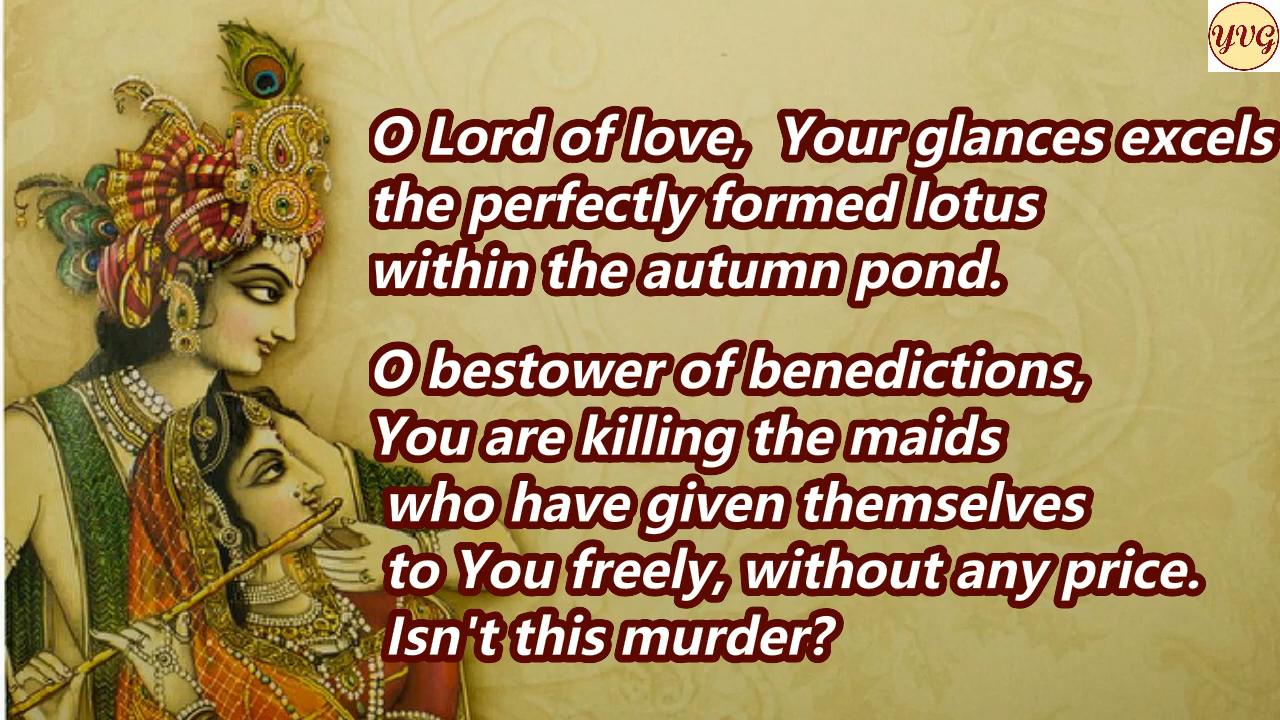 YVG
O Lord of love, Your glances excels
the perfectly formed lotus
within the autumn pond.
O bestower of benedictions,
You are killing the maids
who have given themselves
to You freely, without any price.
Isn't this murder?